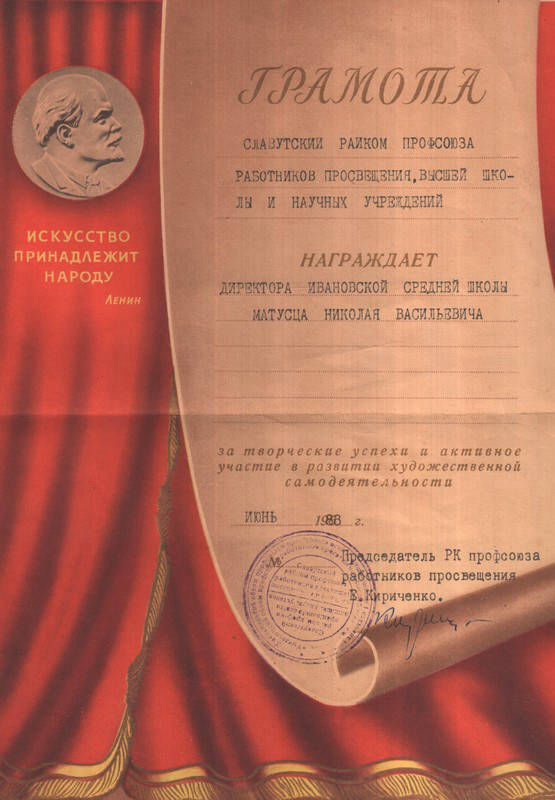 ГРАМОТА
СЛАВУТСКИЙ РАЙКОМ ПРОФСОЮЗА
РАБОТНИКОВ ПРОСВЕЩЕНИЯ, ВЫСШЕЙ ШКО-
ЛЫ И НАУЧНЫХ УЧРЕЖДЕНИЙ
ИСКУССТВО
ПРИНАДЛЕЖИТ
НАРОДУ
ЛЕНИН
НАГРАЖДАЕТ
ДИРЕКТОРА ИВАНОВСКОЙ СРЕДНЕЙ ШКОЛЫ
МАТУСЦА НИКОЛАЯ ВАСИЛЬЕВИЧА
за творческие успехи и активное
участие в развитии художественной
самодеятельности
ИЮНЬ 1988 г.
№
Председатель РК профсоюза
работников просвещения
Е.Кириченко.